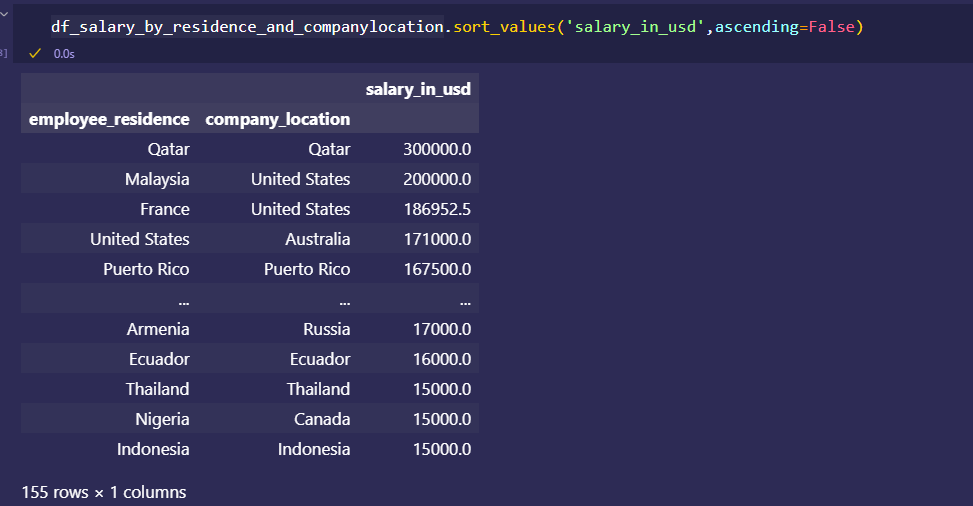 df_salary_by_residence_and_companylocation.sort_values('salary_in_usd',ascending=False)
0.0s
salary_in_usd
employee_residence company_location
Qatar Qatar 300000.0
Malaysia United States 200000.0
France United States 186952.5
United States Australia 171000.0
Puerto Rico Puerto Rico 167500.0
... ... ...
Armenia Russia 17000.0
Ecuador Ecuador 16000.0
Thailand Thailand 15000.0
Nigeria Canada 15000.0
Indonesia Indonesia 15000.0
155 rows × 1 columns